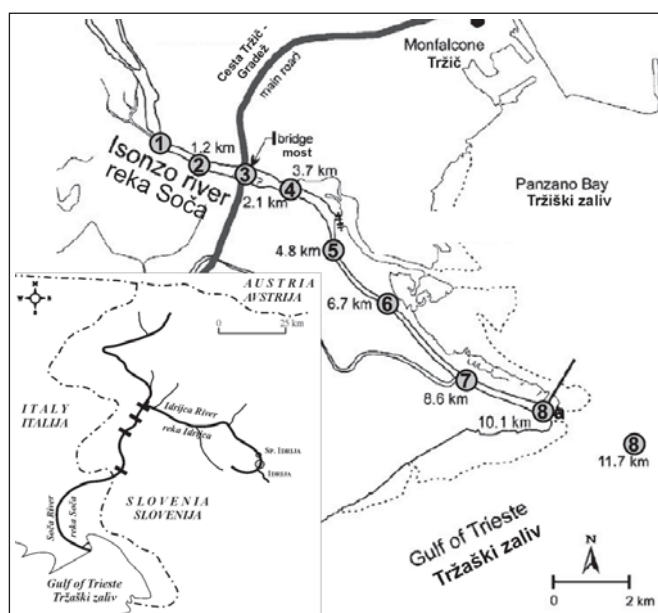 Monfalcone
Tržič
Cesta Tržič -
Gradež
main road
1
1.2 km
2
3
bridge
most
3.7 km
4
2.1 km
Isonzo river
reka Soča
Panzano Bay
Tržiški zaliv
4.8 km
5
6.7 km
6
7
8.6 km
8
a
10.1 km
8
11.7 km
Gulf of Trieste
Tržaški zaliv
N
0 2 km
AUSTRIA
AVSTRIJA
N
W E
S
0 25 km
ITALY
ITALIJA
Idrijca River
reka Idrijca
SP. IDRIJA
IDRIJA
SLOVENIA
SLOVENIJA
Soča River
reka Soča
Gulf of Trieste
Tržaški zaliv